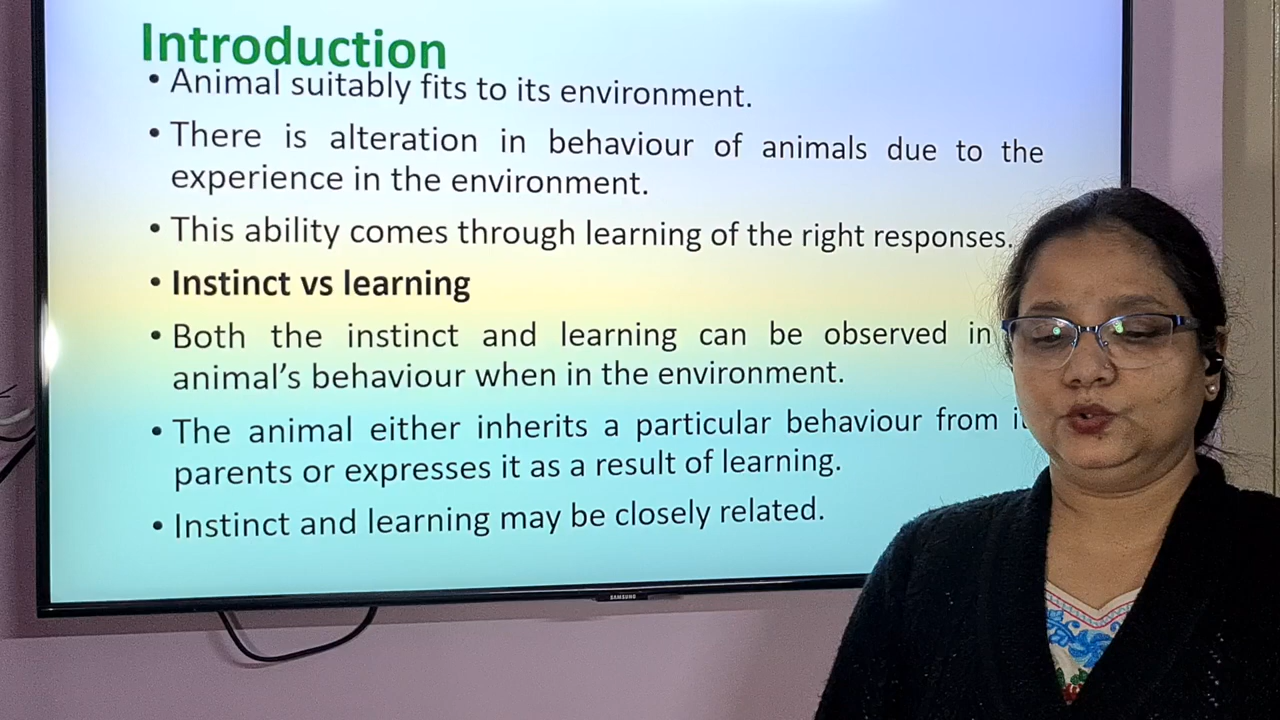 Introduction
• Animal suitably fits to its environment.
• There is alteration in behaviour of animals due to the
experience in the environment.
• This ability comes through learning of the right responses.
• Instinct vs learning
• Both the instinct and learning can be observed in
animal's behaviour when in the environment.
• The animal either inherits a particular behaviour from
parents or expresses it as a result of learning.
• Instinct and learning may be closely related.
SAMSUNG